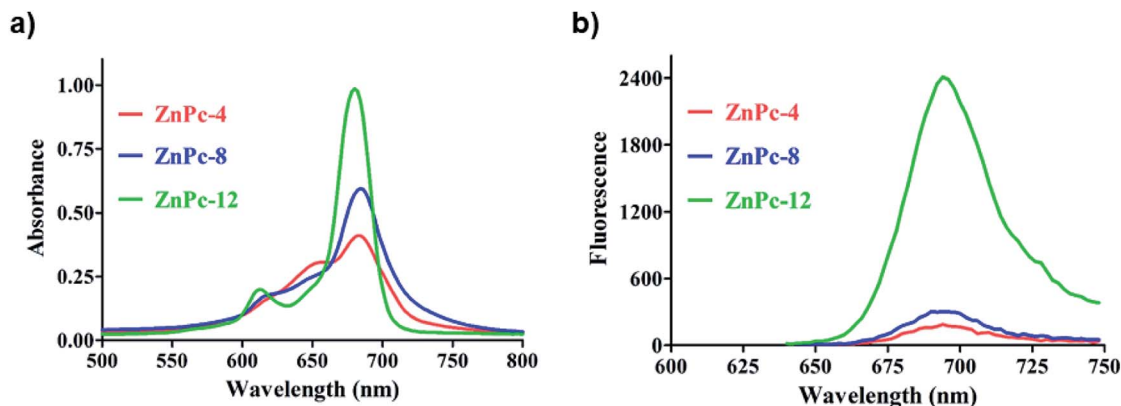 a)
Absorbance
1.00
0.75
0.50
0.25
0.00
ZnPc-4
ZnPc-8
ZnPc-12
500 550 600 650 700 750 800
Wavelength (nm)
b)
Fluorescence
2400
1800
1200
600
0
ZnPc-4
ZnPc-8
ZnPc-12
600 625 650 675 700 725 750
Wavelength (nm)